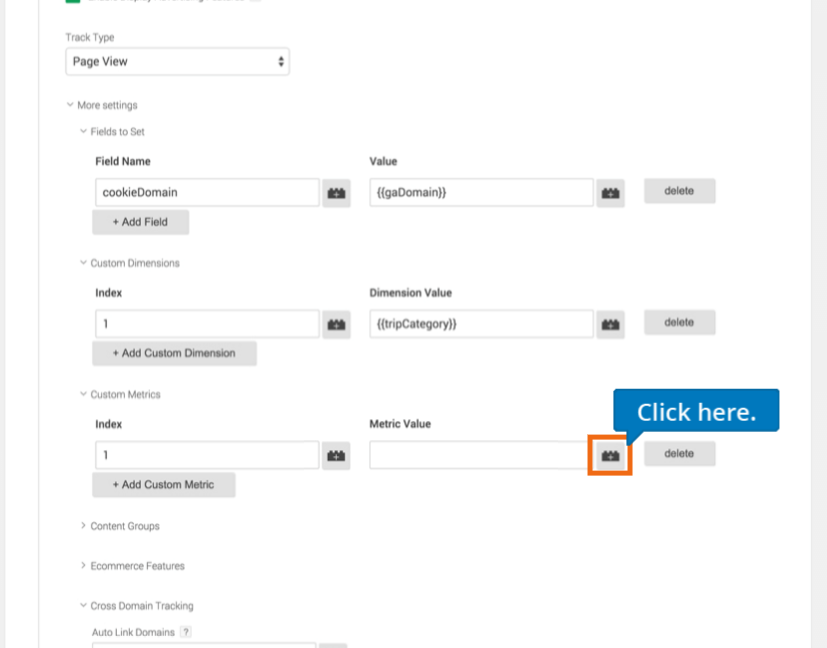 Track Type
Page View
More settings
Fields to Set
Field Name Value
cookieDomain {{gaDomain}} delete
+ Add Field
Custom Dimensions
Index Dimension Value
1 {{tripCategory}} delete
+ Add Custom Dimension
Custom Metrics
Click here.
Index Metric Value
1 delete
+ Add Custom Metric
Content Groups
Ecommerce Features
Cross Domain Tracking
Auto Link Domains ?